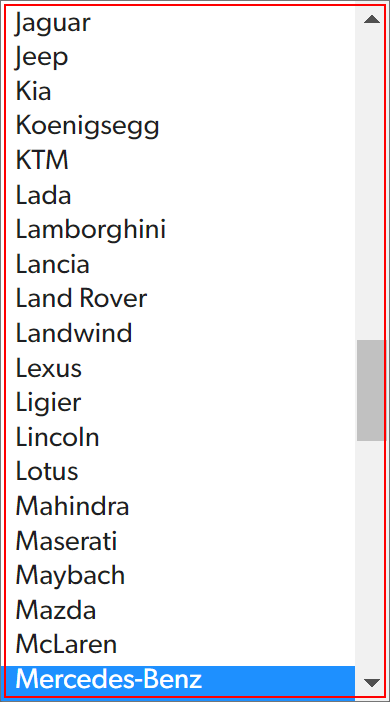 Jaguar
Jeep
Kia
Koenigsegg
KTM
Lada
Lamborghini
Lancia
Land Rover
Landwind
Lexus
Ligier
Lincoln
Lotus
Mahindra
Maserati
Maybach
Mazda
McLaren
Mercedes-Benz